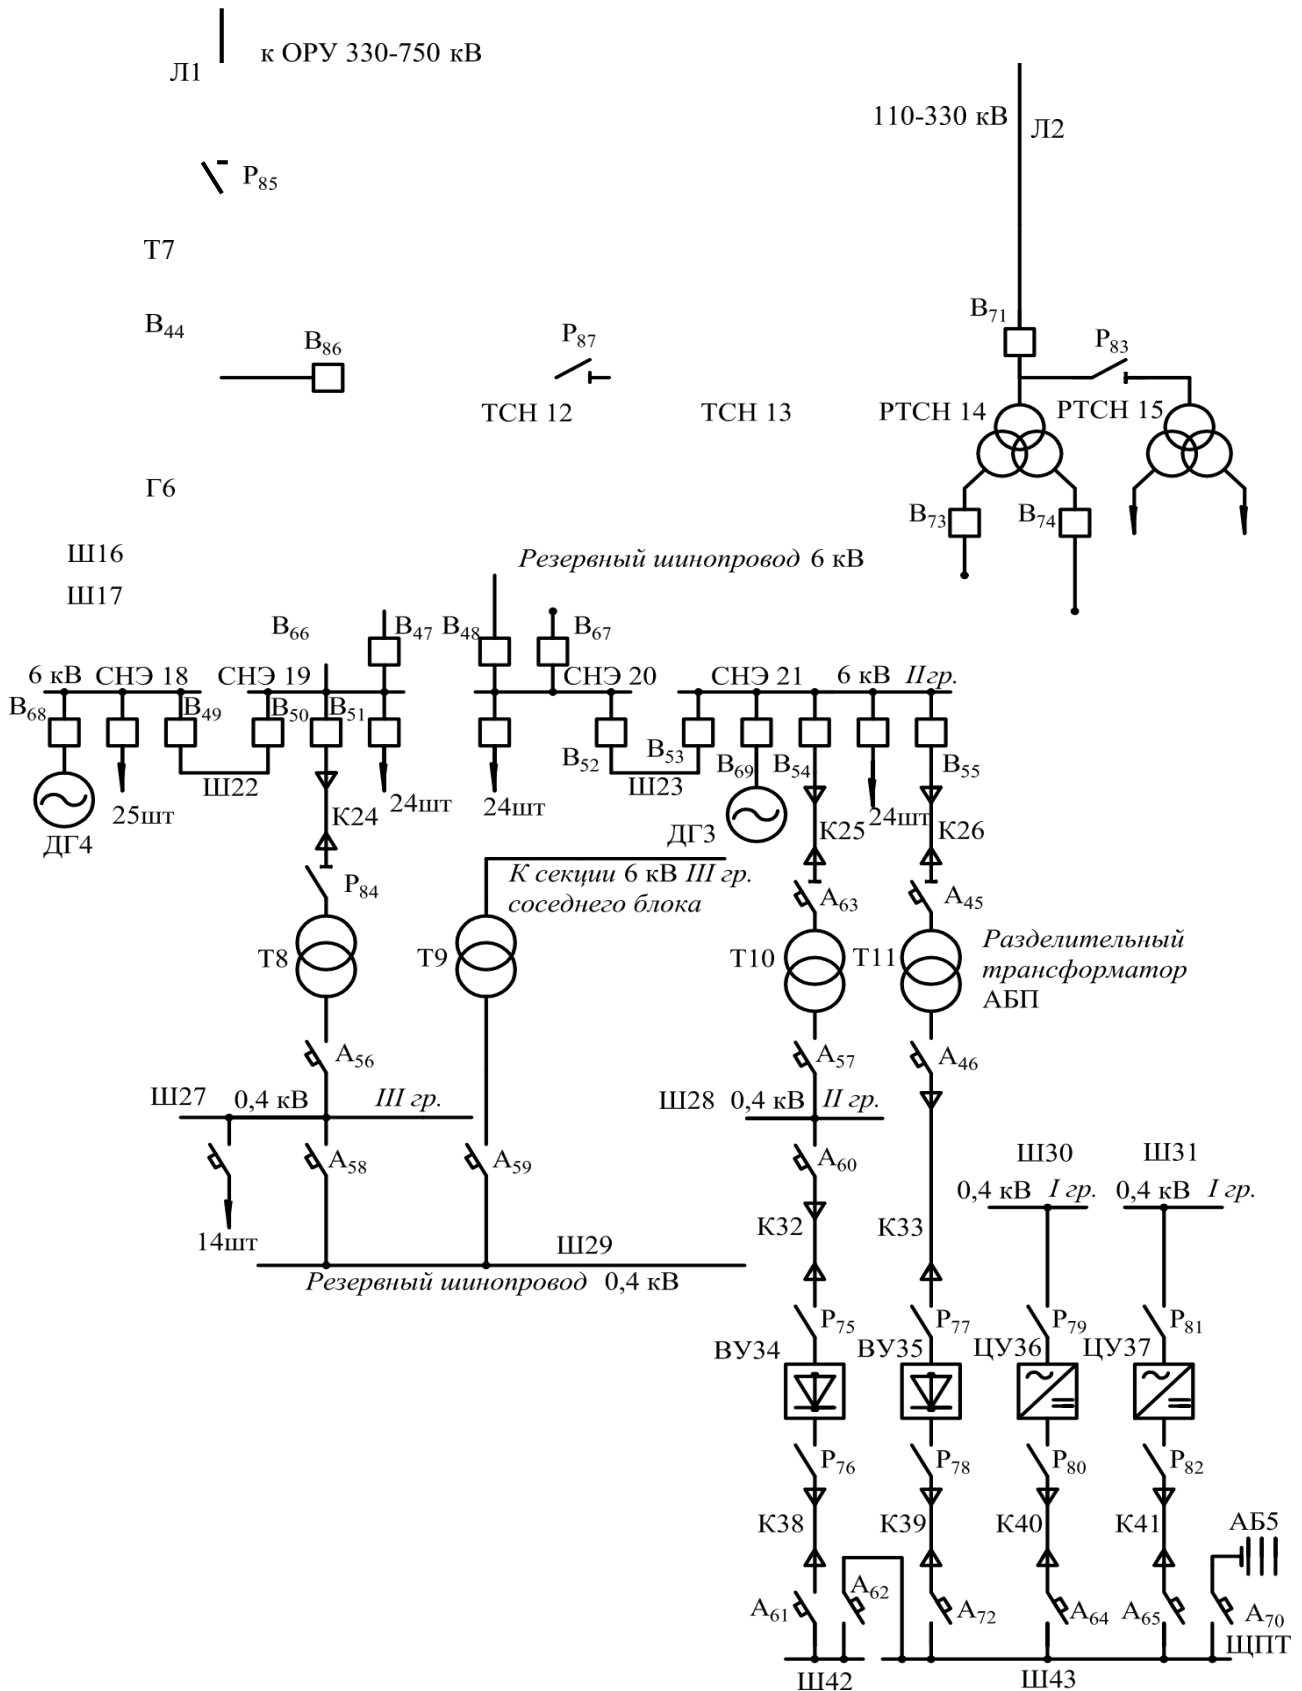 к ОРУ 330-750 кВ
Л1
110-330 кВ
Л2
Р85
Т7
В71
В44
В86
Р87
Р83
ТСН 12
ТСН 13
РТСН 14
РТСН 15
Г6
В73
В74
Ш16
Резервный шинопровод 6 кВ
Ш17
В66
В47
В48
В67
6 кВ
СНЭ 18
СНЭ 19
СНЭ 20
СНЭ 21
6 кВ
II гр.
В68
В49
В50
В51
В52
В53
В69
В54
В55
Ш22
Ш23
25шт
К24
24шт
24шт
ДГ4
ДГ3
К25
24шт
К26
К секции 6 кВ III гр.
соседнего блока
Р84
А63
А45
Т8
Т9
Т10
Т11
Разделительный
трансформатор
АБП
А56
А57
А46
Ш27
0,4 кВ
III гр.
Ш28
0,4 кВ
II гр.
А58
А59
А60
Ш30
Ш31
0,4 кВ
I гр.
0,4 кВ
I гр.
14шт
К32
К33
Ш29
Резервный шинопровод 0,4 кВ
Р75
Р77
Р79
Р81
ВУ34
ВУ35
ЦУ36
ЦУ37
Р76
Р78
Р80
Р82
К38
К39
К40
К41
АБ5
А61
А62
А72
А64
А65
А70
ЩПТ
Ш42
Ш43